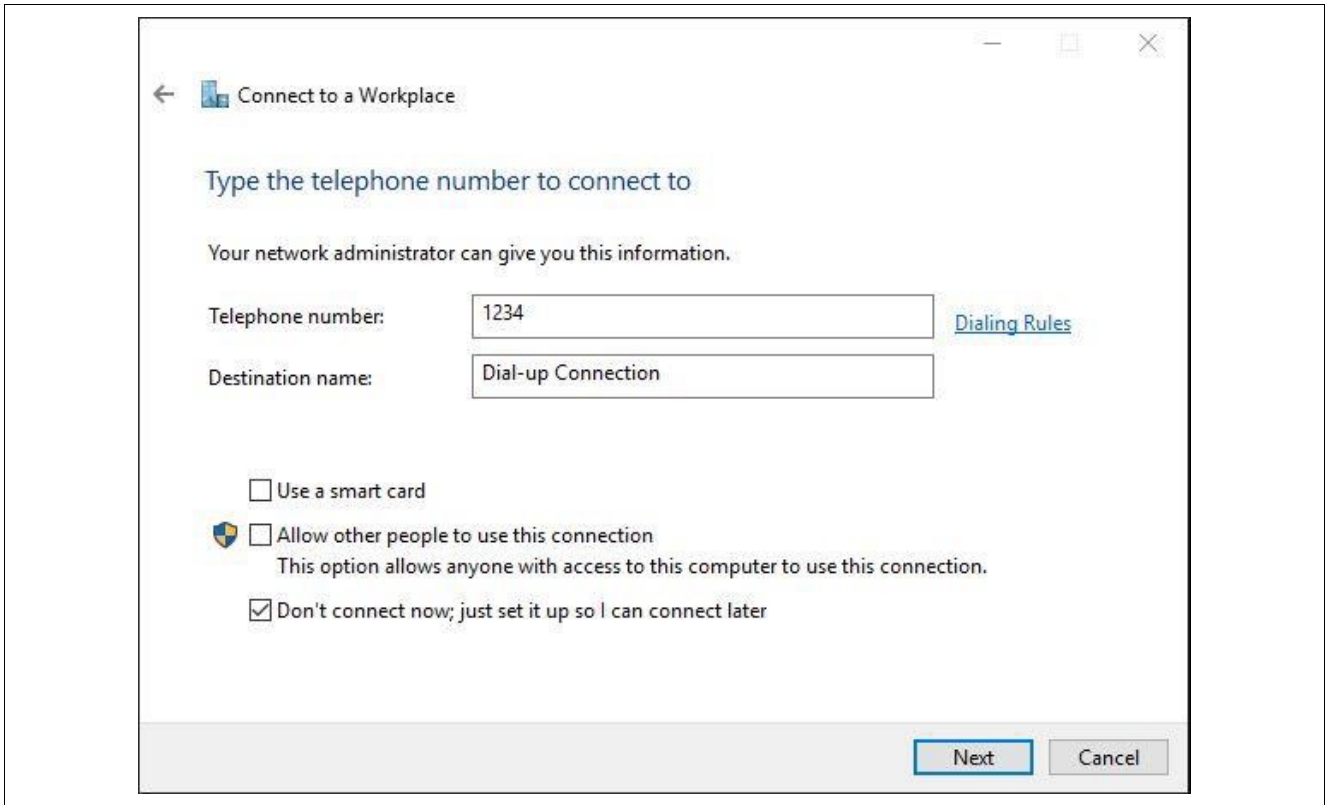 Connect to a Workplace
Type the telephone number to connect to
Your network administrator can give you this information.
Telephone number: 1234 Dialing Rules
Destination name: Dial-up Connection
Use a smart card
Allow other people to use this connection
This option allows anyone with access to this computer to use this connection.
Don't connect now; just set it up so I can connect later
Next Cancel